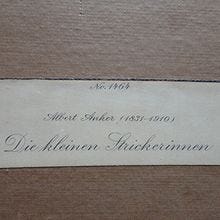 No. 1464
Albert Anker (1831-1910)
Die kleinen Strickerinnen